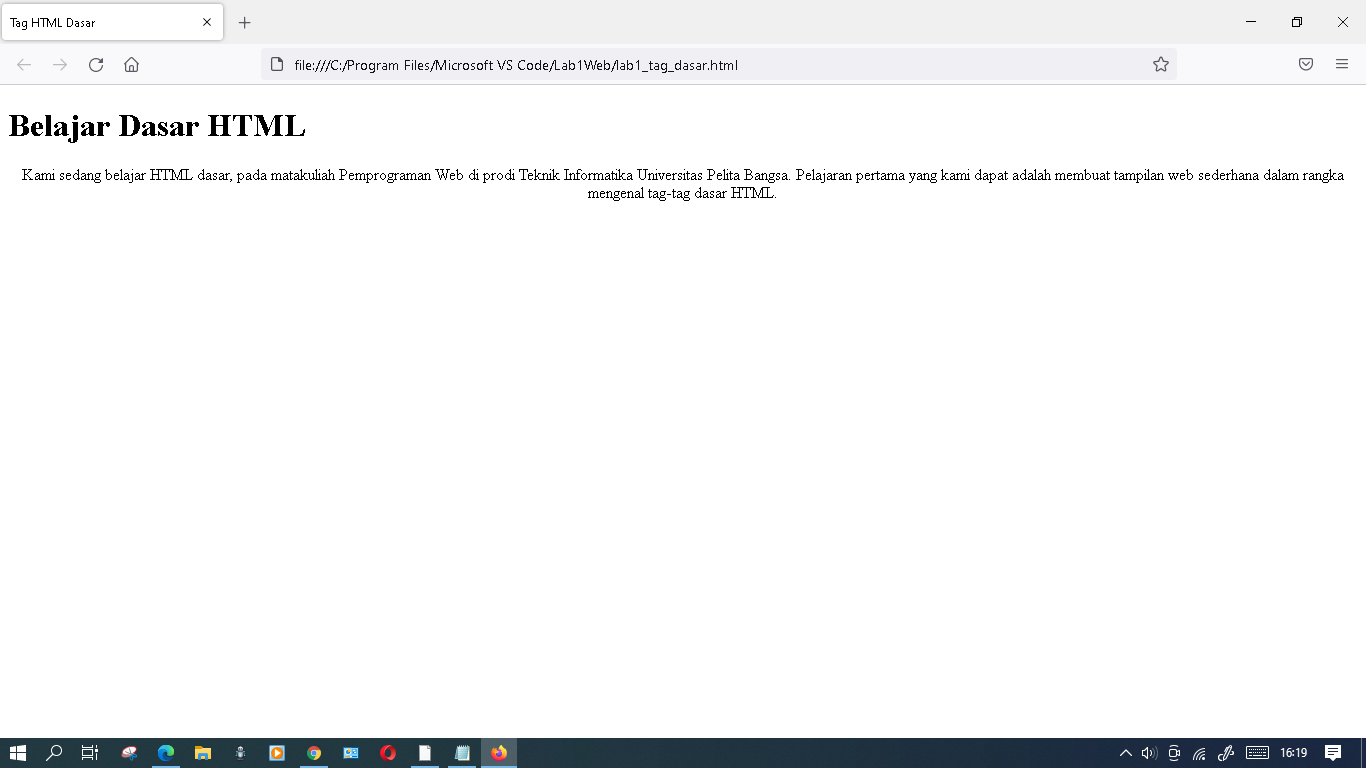 Tag HTML Dasar
file:///C:/Program Files/Microsoft VS Code/Lab1Web/lab1_tag_dasar.html
Belajar Dasar HTML
Kami sedang belajar HTML dasar, pada matakuliah Pemprograman Web di prodi Teknik Informatika Universitas Pelita Bangsa. Pelajaran pertama yang kami dapat adalah membuat tampilan web sederhana dalam rangka
mengenal tag-tag dasar HTML.
16:19